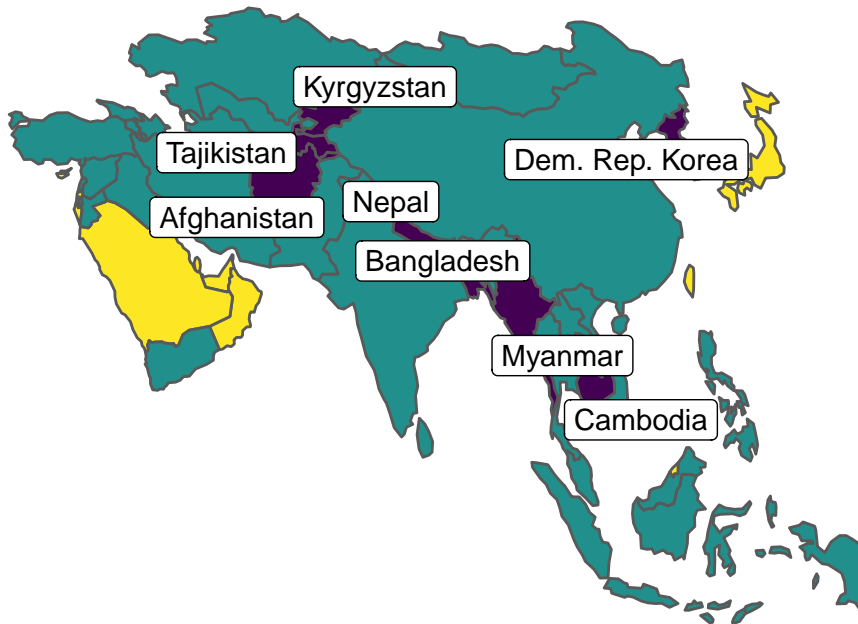 Kyrgyzstan
Tajikistan
Dem. Rep. Korea
Afghanistan
Nepal
Bangladesh
Myanmar
Cambodia